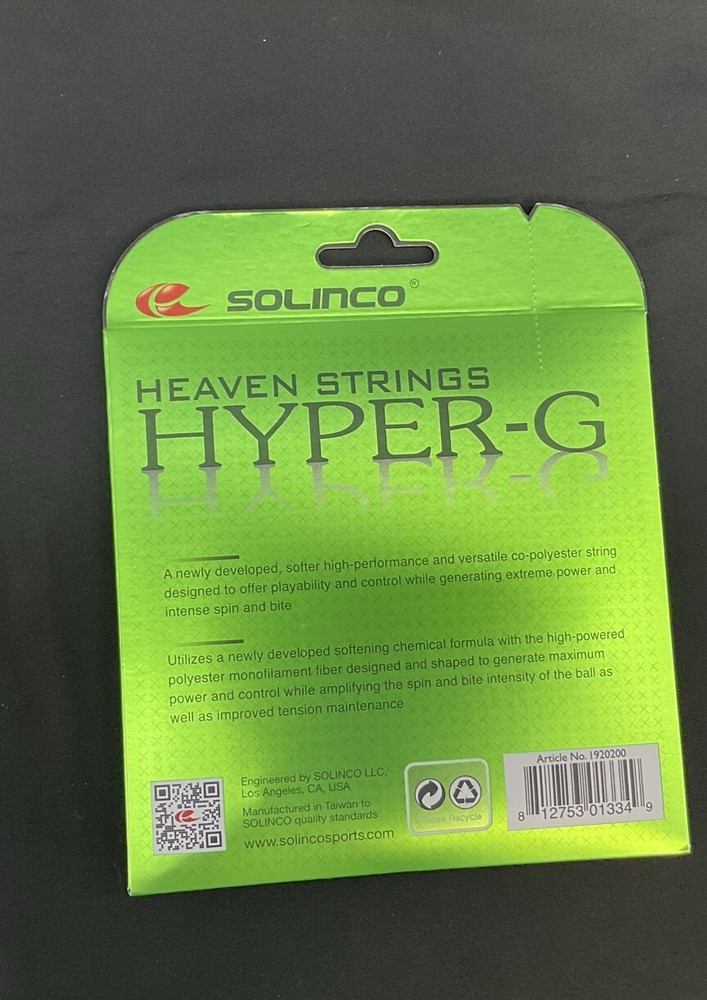 SOLINCO®
HEAVEN STRINGS
HYPER-G
A newly developed, softer high-performance and versatile co-polyester string
designed to offer playability and control while generating extreme power and
intense spin and bite
Utilizes a newly developed softening chemical formula with the high-powered
polyester monofilament fiber designed and shaped to generate maximum
power and control while amplifying the spin and bite intensity of the ball as
well as improved tension maintenance
Engineered by SOLINCO LLC,
Los Angeles, CA, USA
Manufactured in Taiwan to
SOLINCO quality standards
www.solincosports.com
Please Recycle
Article No. 1920200
8 12753 01334 9